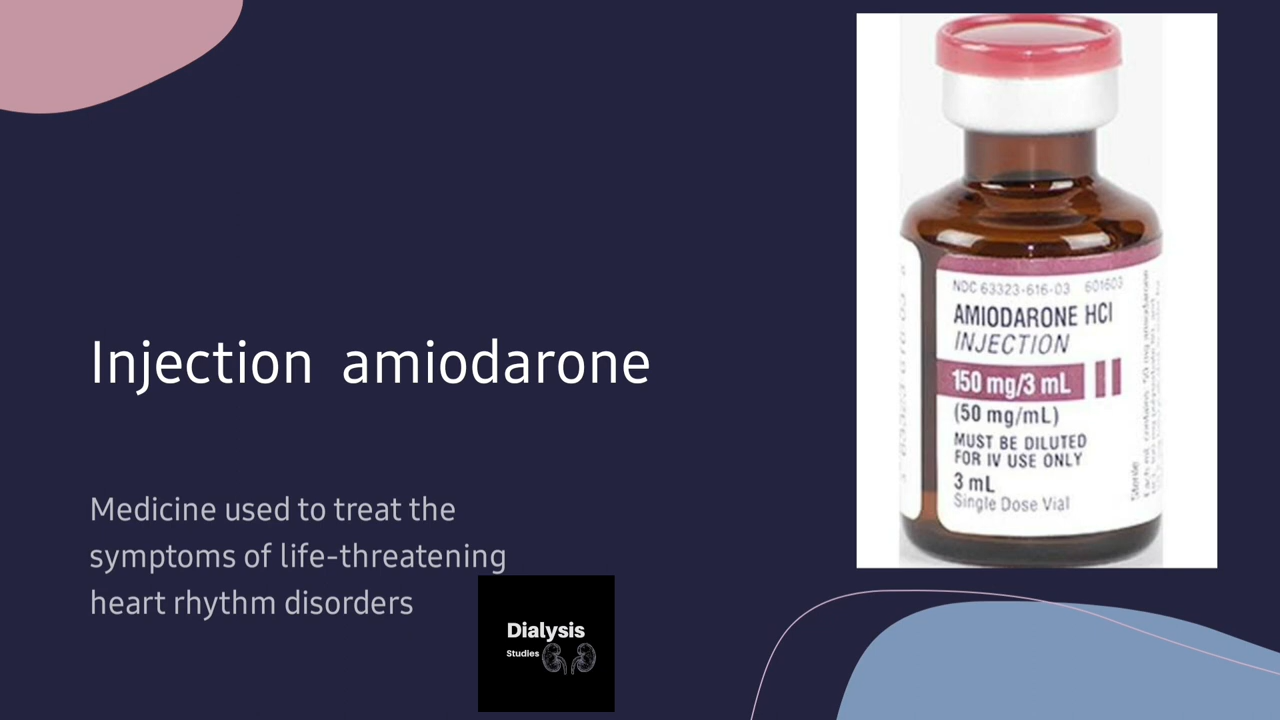 Injection amiodarone
Medicine used to treat the
symptoms of life-threatening
heart rhythm disorders
Dialysis
Studies
NDC 63323-616-03 601603
AMIODARONE HCl
INJECTION
150 mg/3 mL
(50 mg/mL)
MUST BE DILUTED
FOR IV USE ONLY
3 mL
Single Dose Vial
Sterile